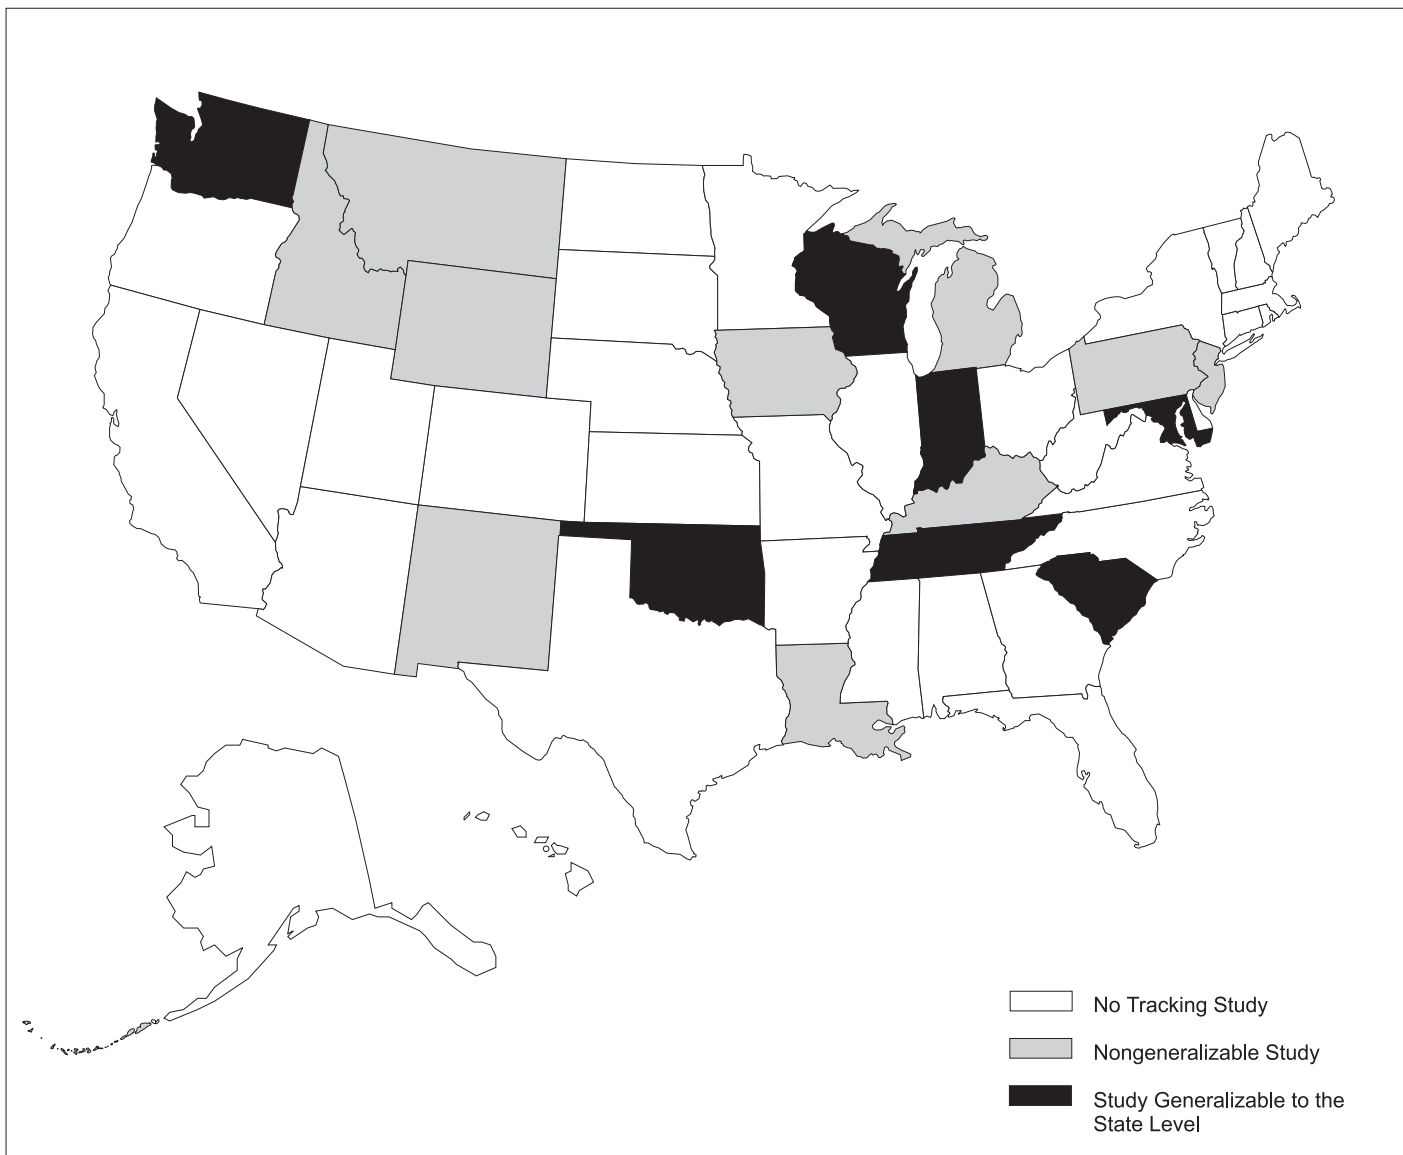 No Tracking Study
Nongeneralizable Study
Study Generalizable to the
State Level